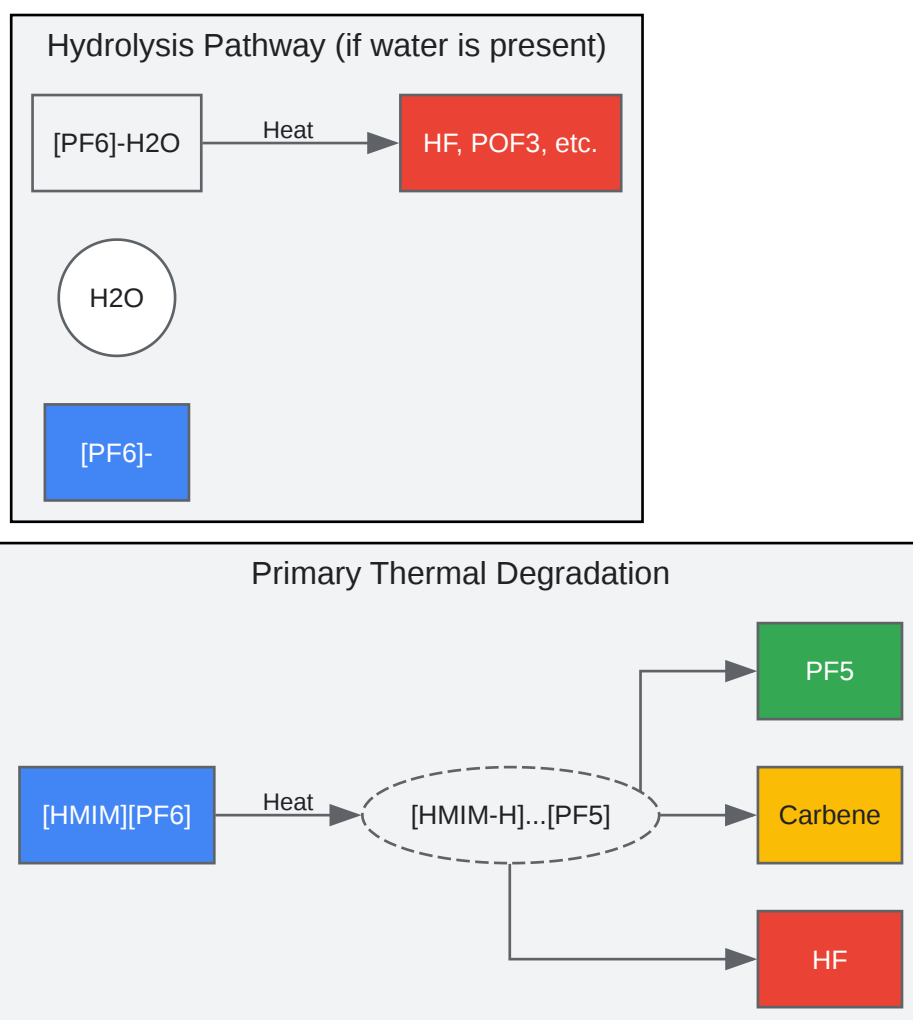 Hydrolysis Pathway (if water is present)
[PF6]-H2O
Heat
HF, POF3, etc.
H2O
[PF6]-
Primary Thermal Degradation
PF5
[HMIM][PF6]
Heat
[HMIM-H]...[PF5]
Carbene
HF